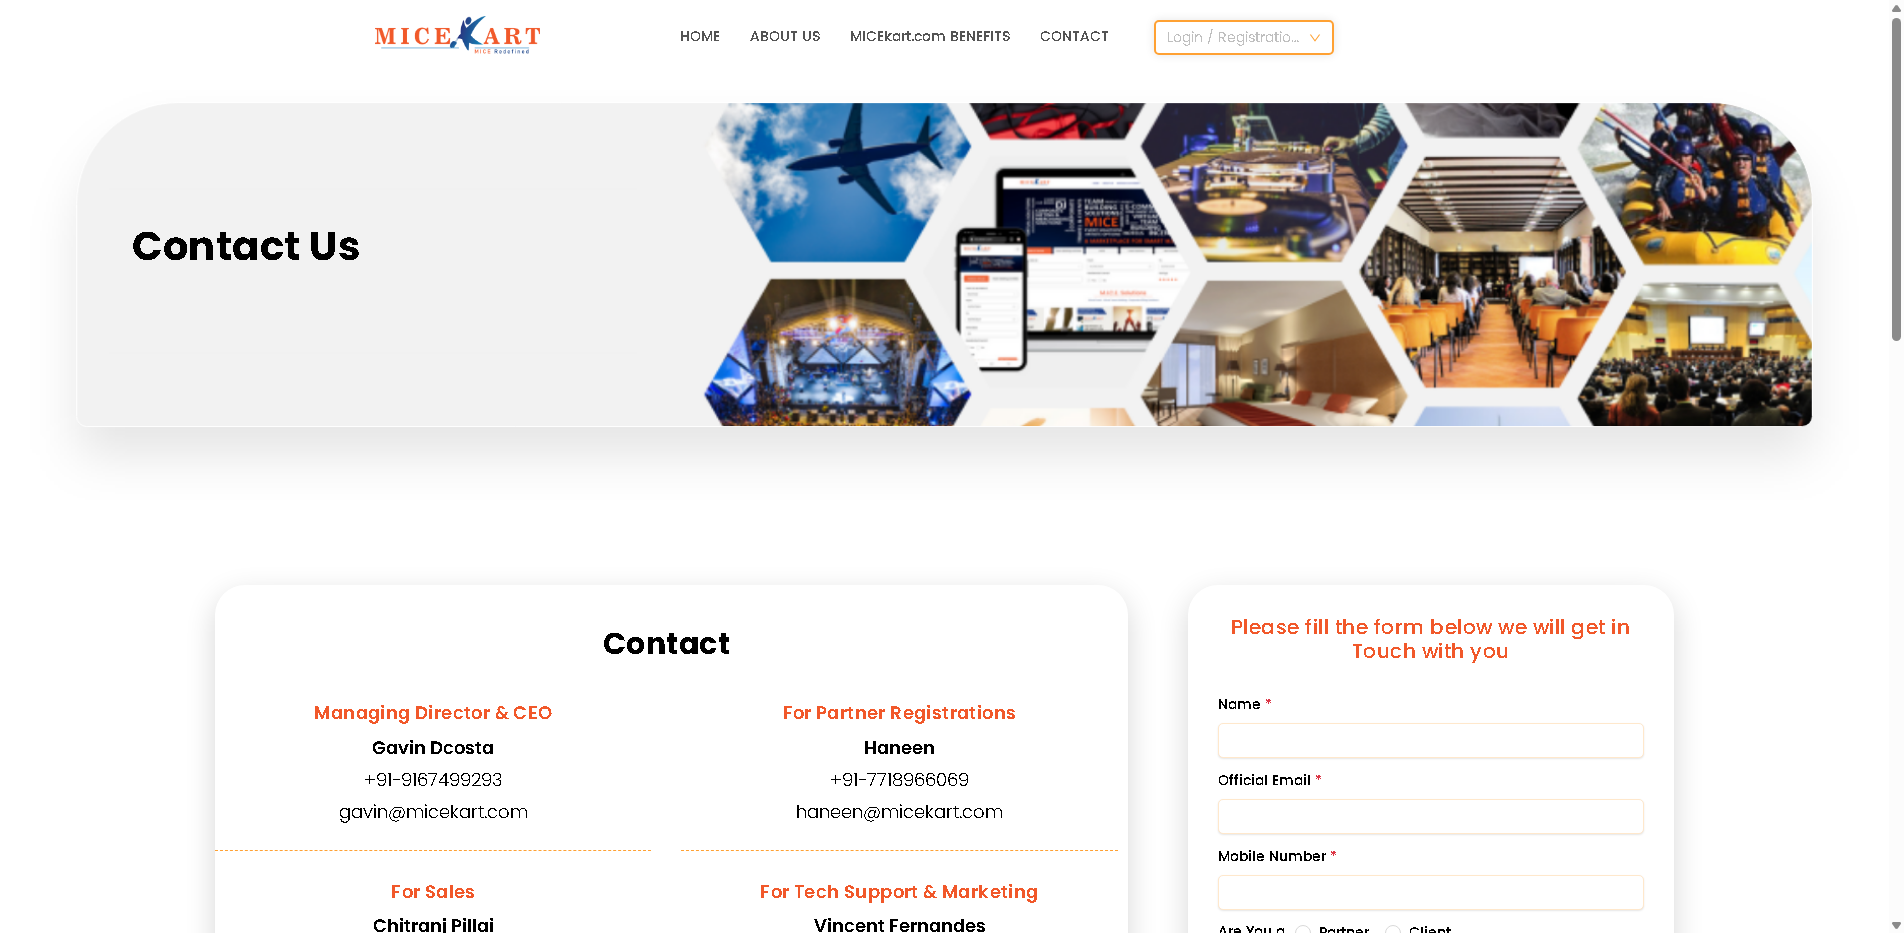 MICEKART
MICE Redefined
HOME
ABOUT US
MICEkart.com BENEFITS
CONTACT
Login / Registratio...
Contact Us
Contact
Managing Director & CEO
Gavin Dcosta
+91-9167499293
gavin@micekart.com
For Partner Registrations
Haneen
+91-7718966069
haneen@micekart.com
For Sales
Chitranj Pillai
For Tech Support & Marketing
Vincent Fernandes
Please fill the form below we will get in
Touch with you
Name *
Official Email *
Mobile Number *
Are You a Partner Client